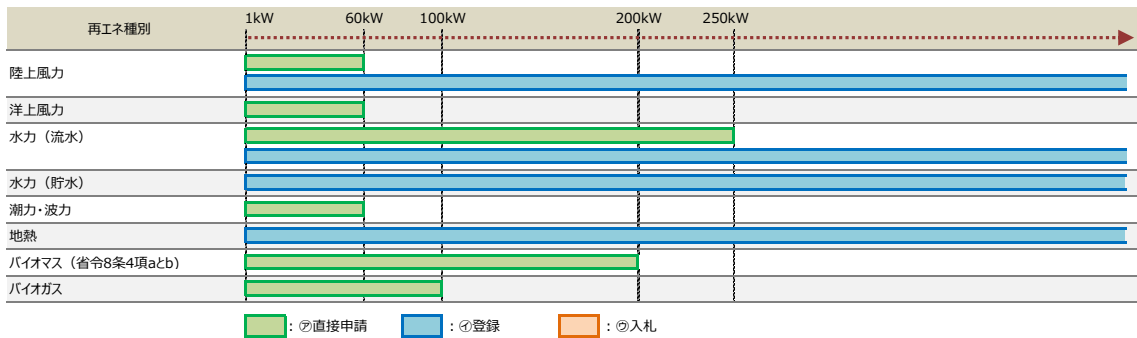 再エネ種別 1kW 60kW 100kW 200kW 250kW
陸上風力
洋上風力
水力（流水）
水力（貯水）
潮力・波力
地熱
バイオマス（省令8条4項aとb）
バイオガス
：㋐直接申請 ：㋑登録 ：㋒入札